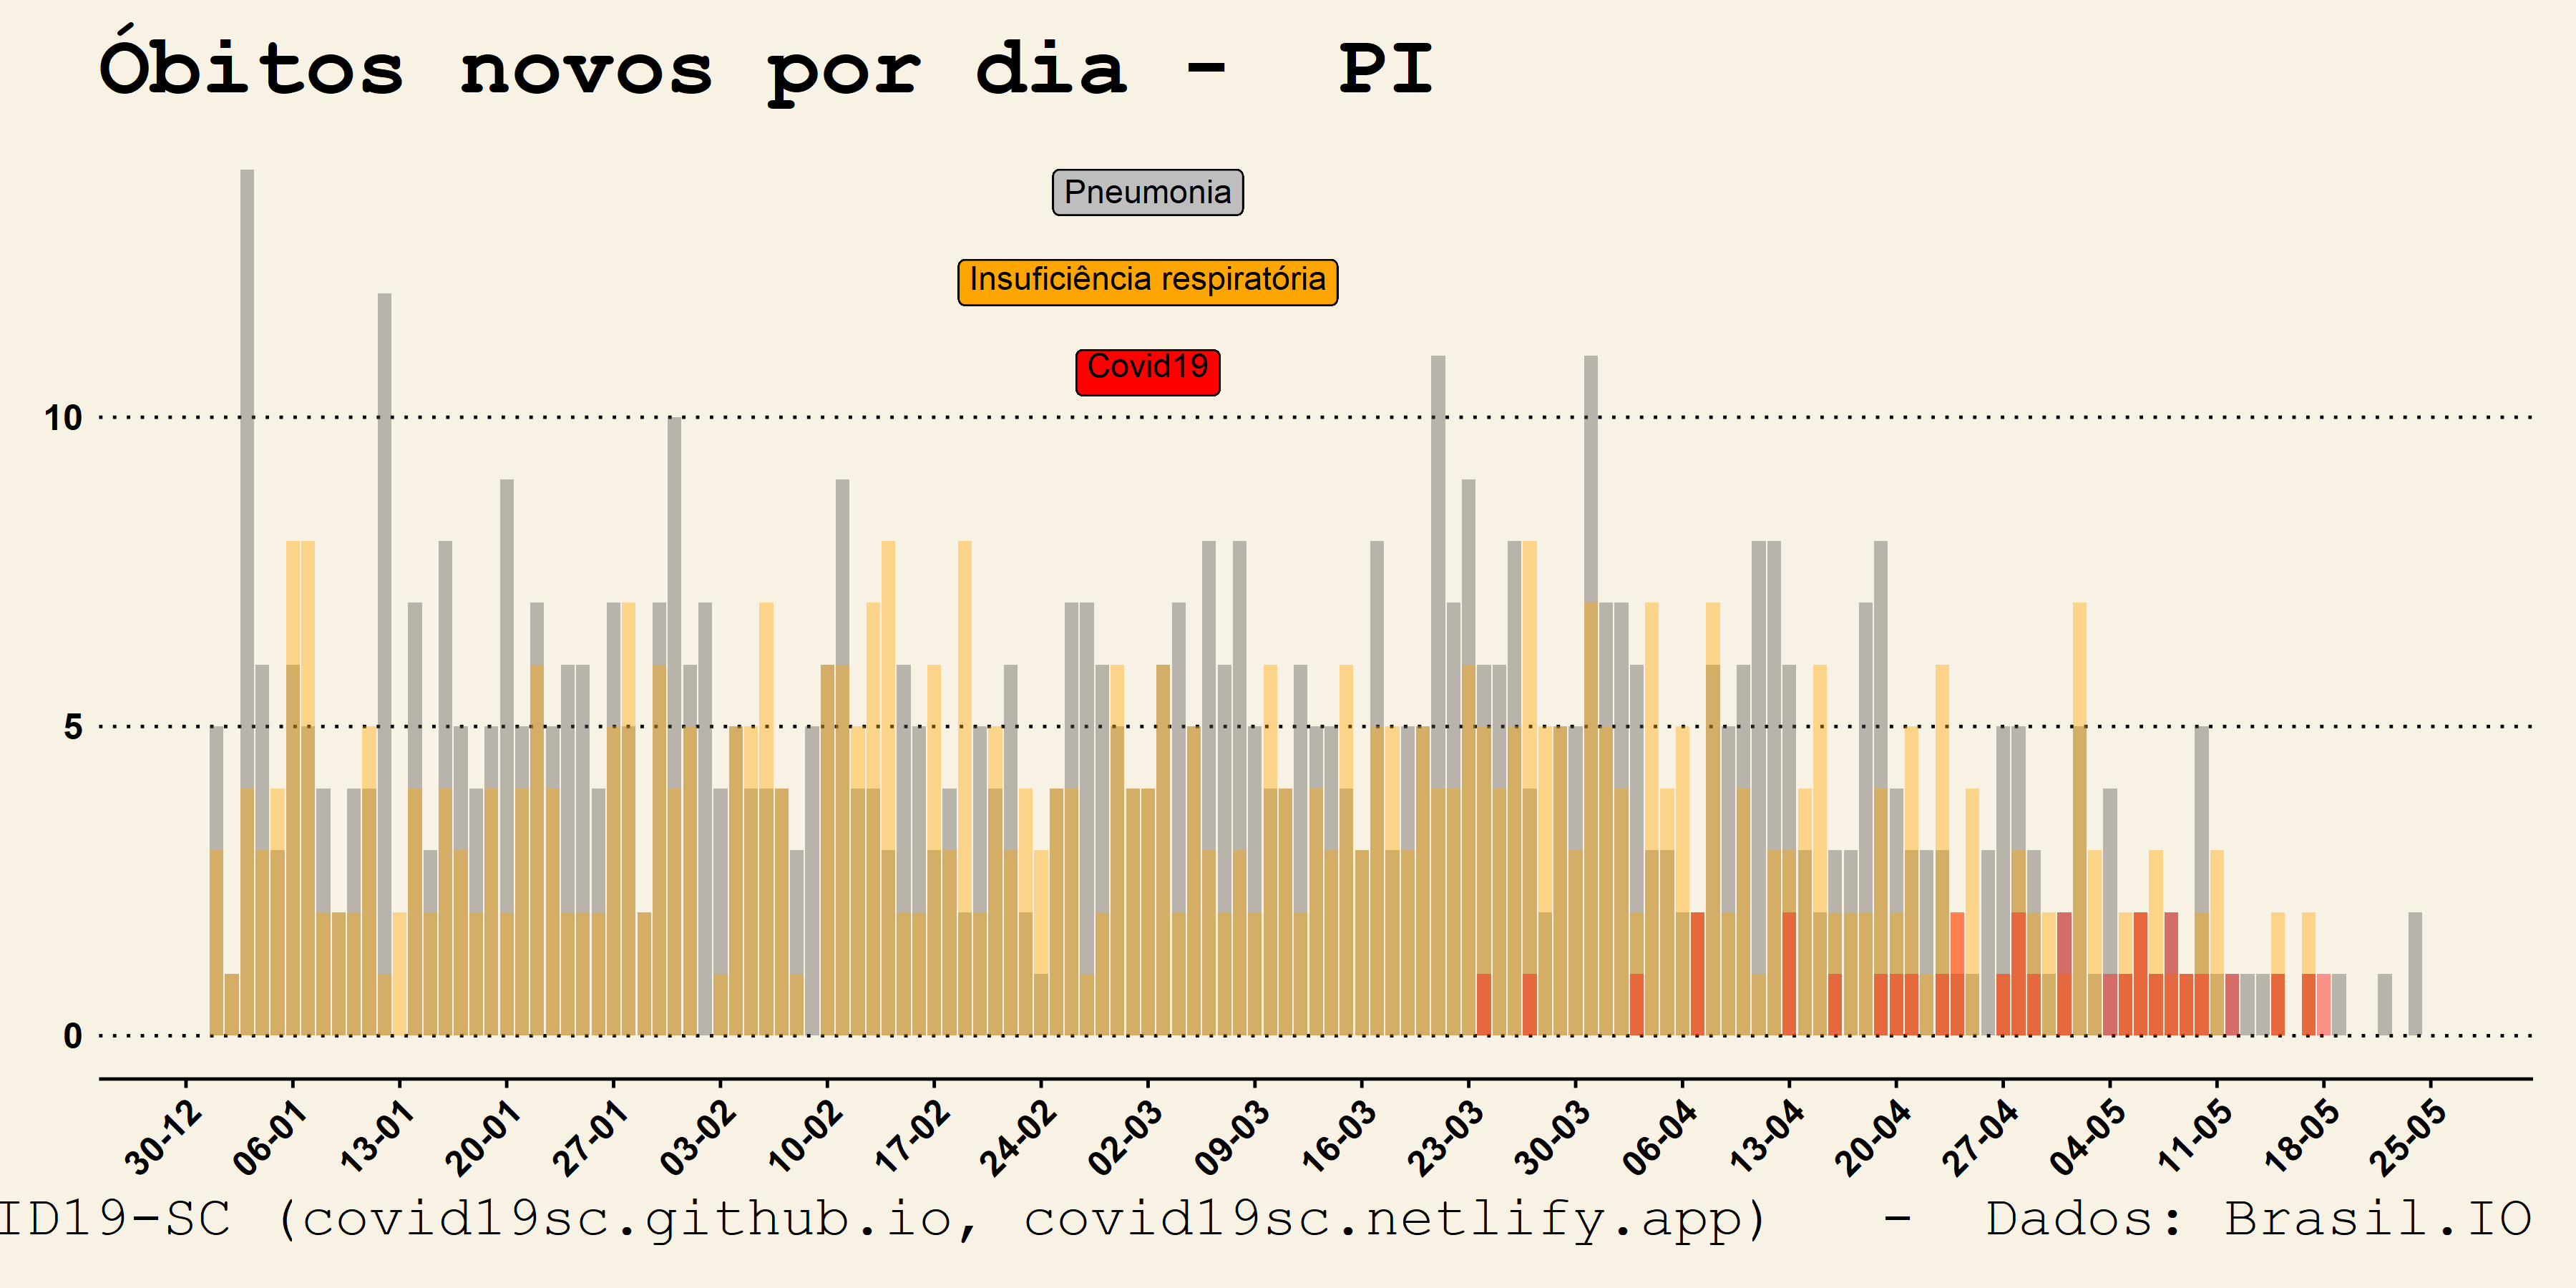 Óbitos novos por dia - PI
Pneumonia
Insuficiência respiratória
Covid19
10
5
0
30-12 06-01 13-01 20-01 27-01 03-02 10-02 17-02 24-02 02-03 09-03 16-03 23-03 30-03 06-04 13-04 20-04 27-04 04-05 11-05 18-05 25-05
ID19-SC (covid19sc.github.io, covid19sc.netlify.app) - Dados: Brasil.IO